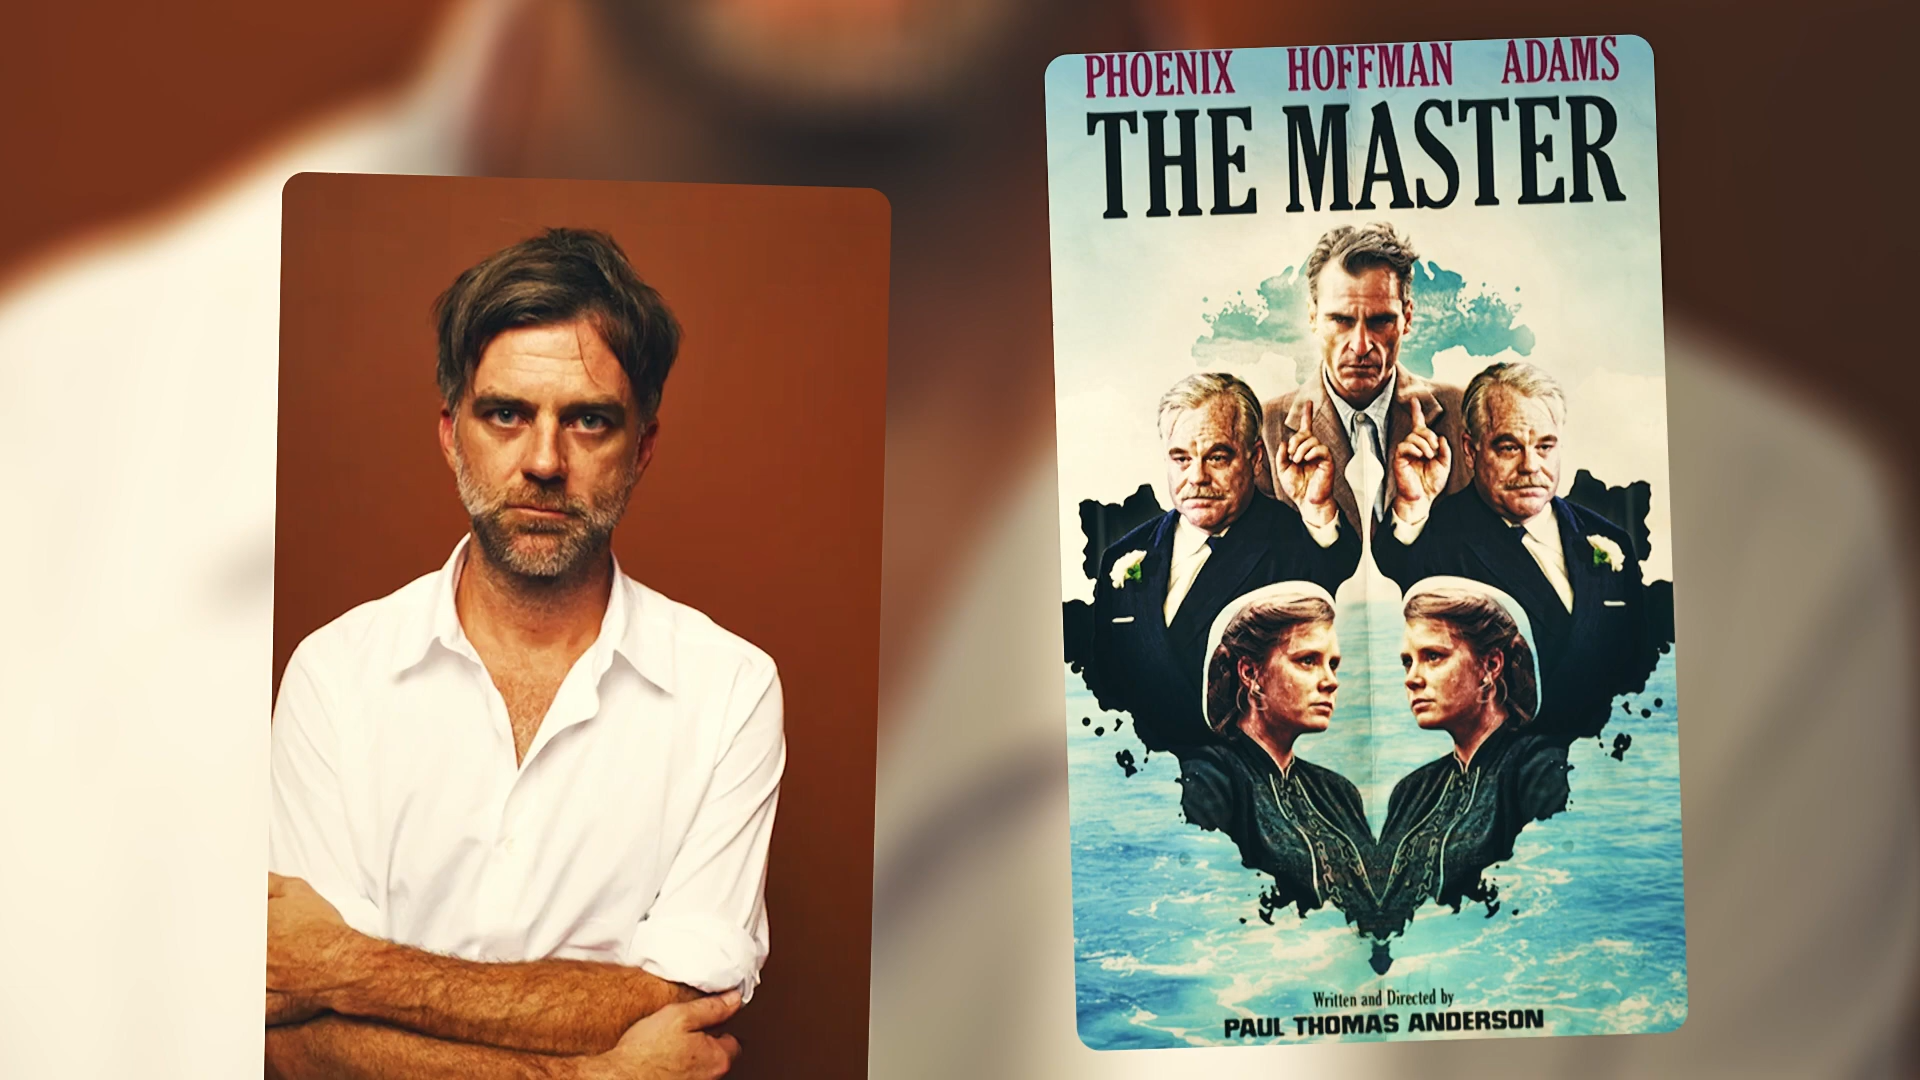 PHOENIX HOFFMAN ADAMS
THE MASTER
Written and Directed by
PAUL THOMAS ANDERSON